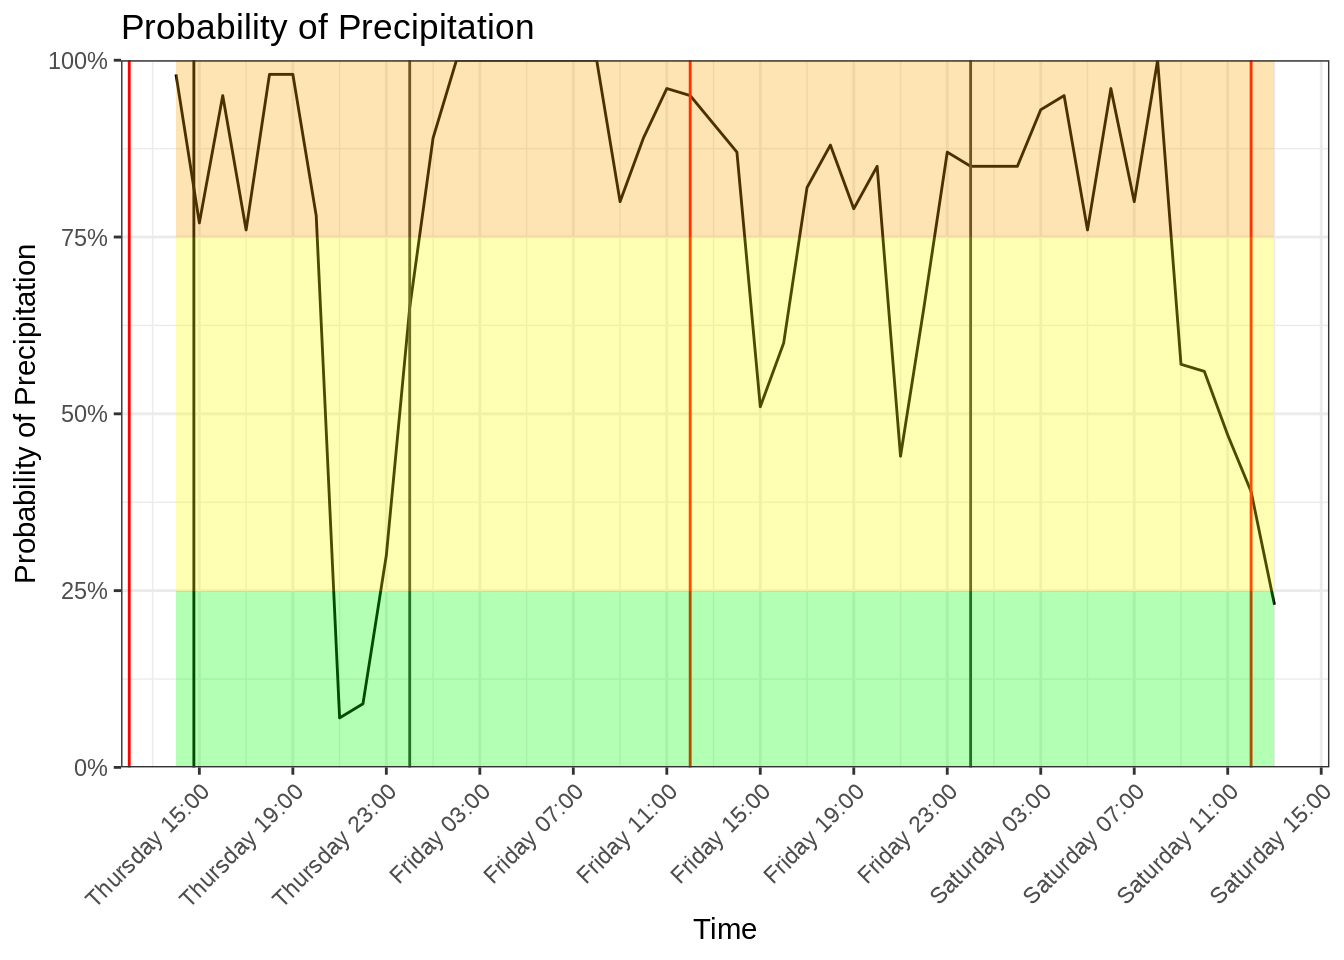 Probability of Precipitation
Probability of Precipitation
100%
75%
50%
25%
0%
Thursday 15:00
Thursday 19:00
Thursday 23:00
Friday 03:00
Friday 07:00
Friday 11:00
Friday 15:00
Friday 19:00
Friday 23:00
Saturday 03:00
Saturday 07:00
Saturday 11:00
Saturday 15:00
Time